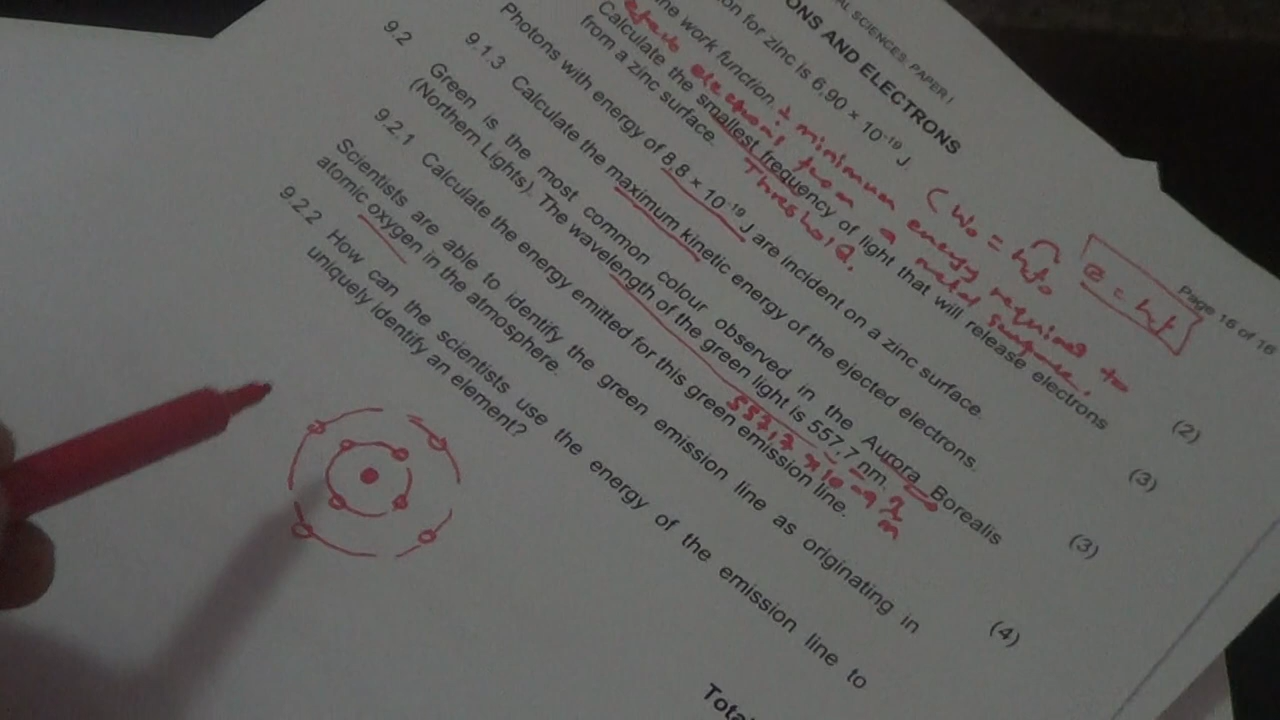 AL SCIENCES: PAPER I
Page 16 of 16
ONS AND ELECTRONS
on for zinc is 6,90 × 10⁻¹⁹ J
(W₀ = hf₀
E = hf
ne work function. + minimum energy required to
electrons from a metal surface.
Calculate the smallest frequency of light that will release electrons
from a zinc surface. (2)
Threshold.
Photons with energy of 8,8 × 10⁻¹⁹ J are incident on a zinc surface.
9.1.3 Calculate the maximum kinetic energy of the ejected electrons. (3)
9.2 Green is the most common colour observed in the Aurora Borealis
(Northern Lights). The wavelength of the green light is 557,7 nm.
557,7 × 10⁻⁹ m
λ
9.2.1 Calculate the energy emitted for this green emission line. (3)
Scientists are able to identify the green emission line as originating in
atomic oxygen in the atmosphere.
9.2.2 How can the scientists use the energy of the emission line to
uniquely identify an element? (4)
Tota